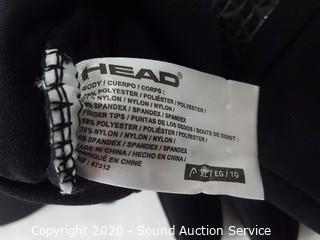 HEAD
BODY / CUERPO / CORPS :
% POLYESTER / POLIÉSTER / POLYESTER /
% NYLON / NYLON / NYLON /
% SPANDEX / SPANDEX / SPANDEX
FINGER TIPS / PUNTAS DE LOS DEDOS / BOUTS DE DOIGT :
% POLYESTER / POLIÉSTER / POLYESTER /
% NYLON / NYLON / NYLON /
% SPANDEX / SPANDEX / SPANDEX
MADE IN CHINA / HECHO EN CHINA /
FABRIQUÉ EN CHINE
XL / EG / TG
Copyright © 2020 - Sound Auction Service